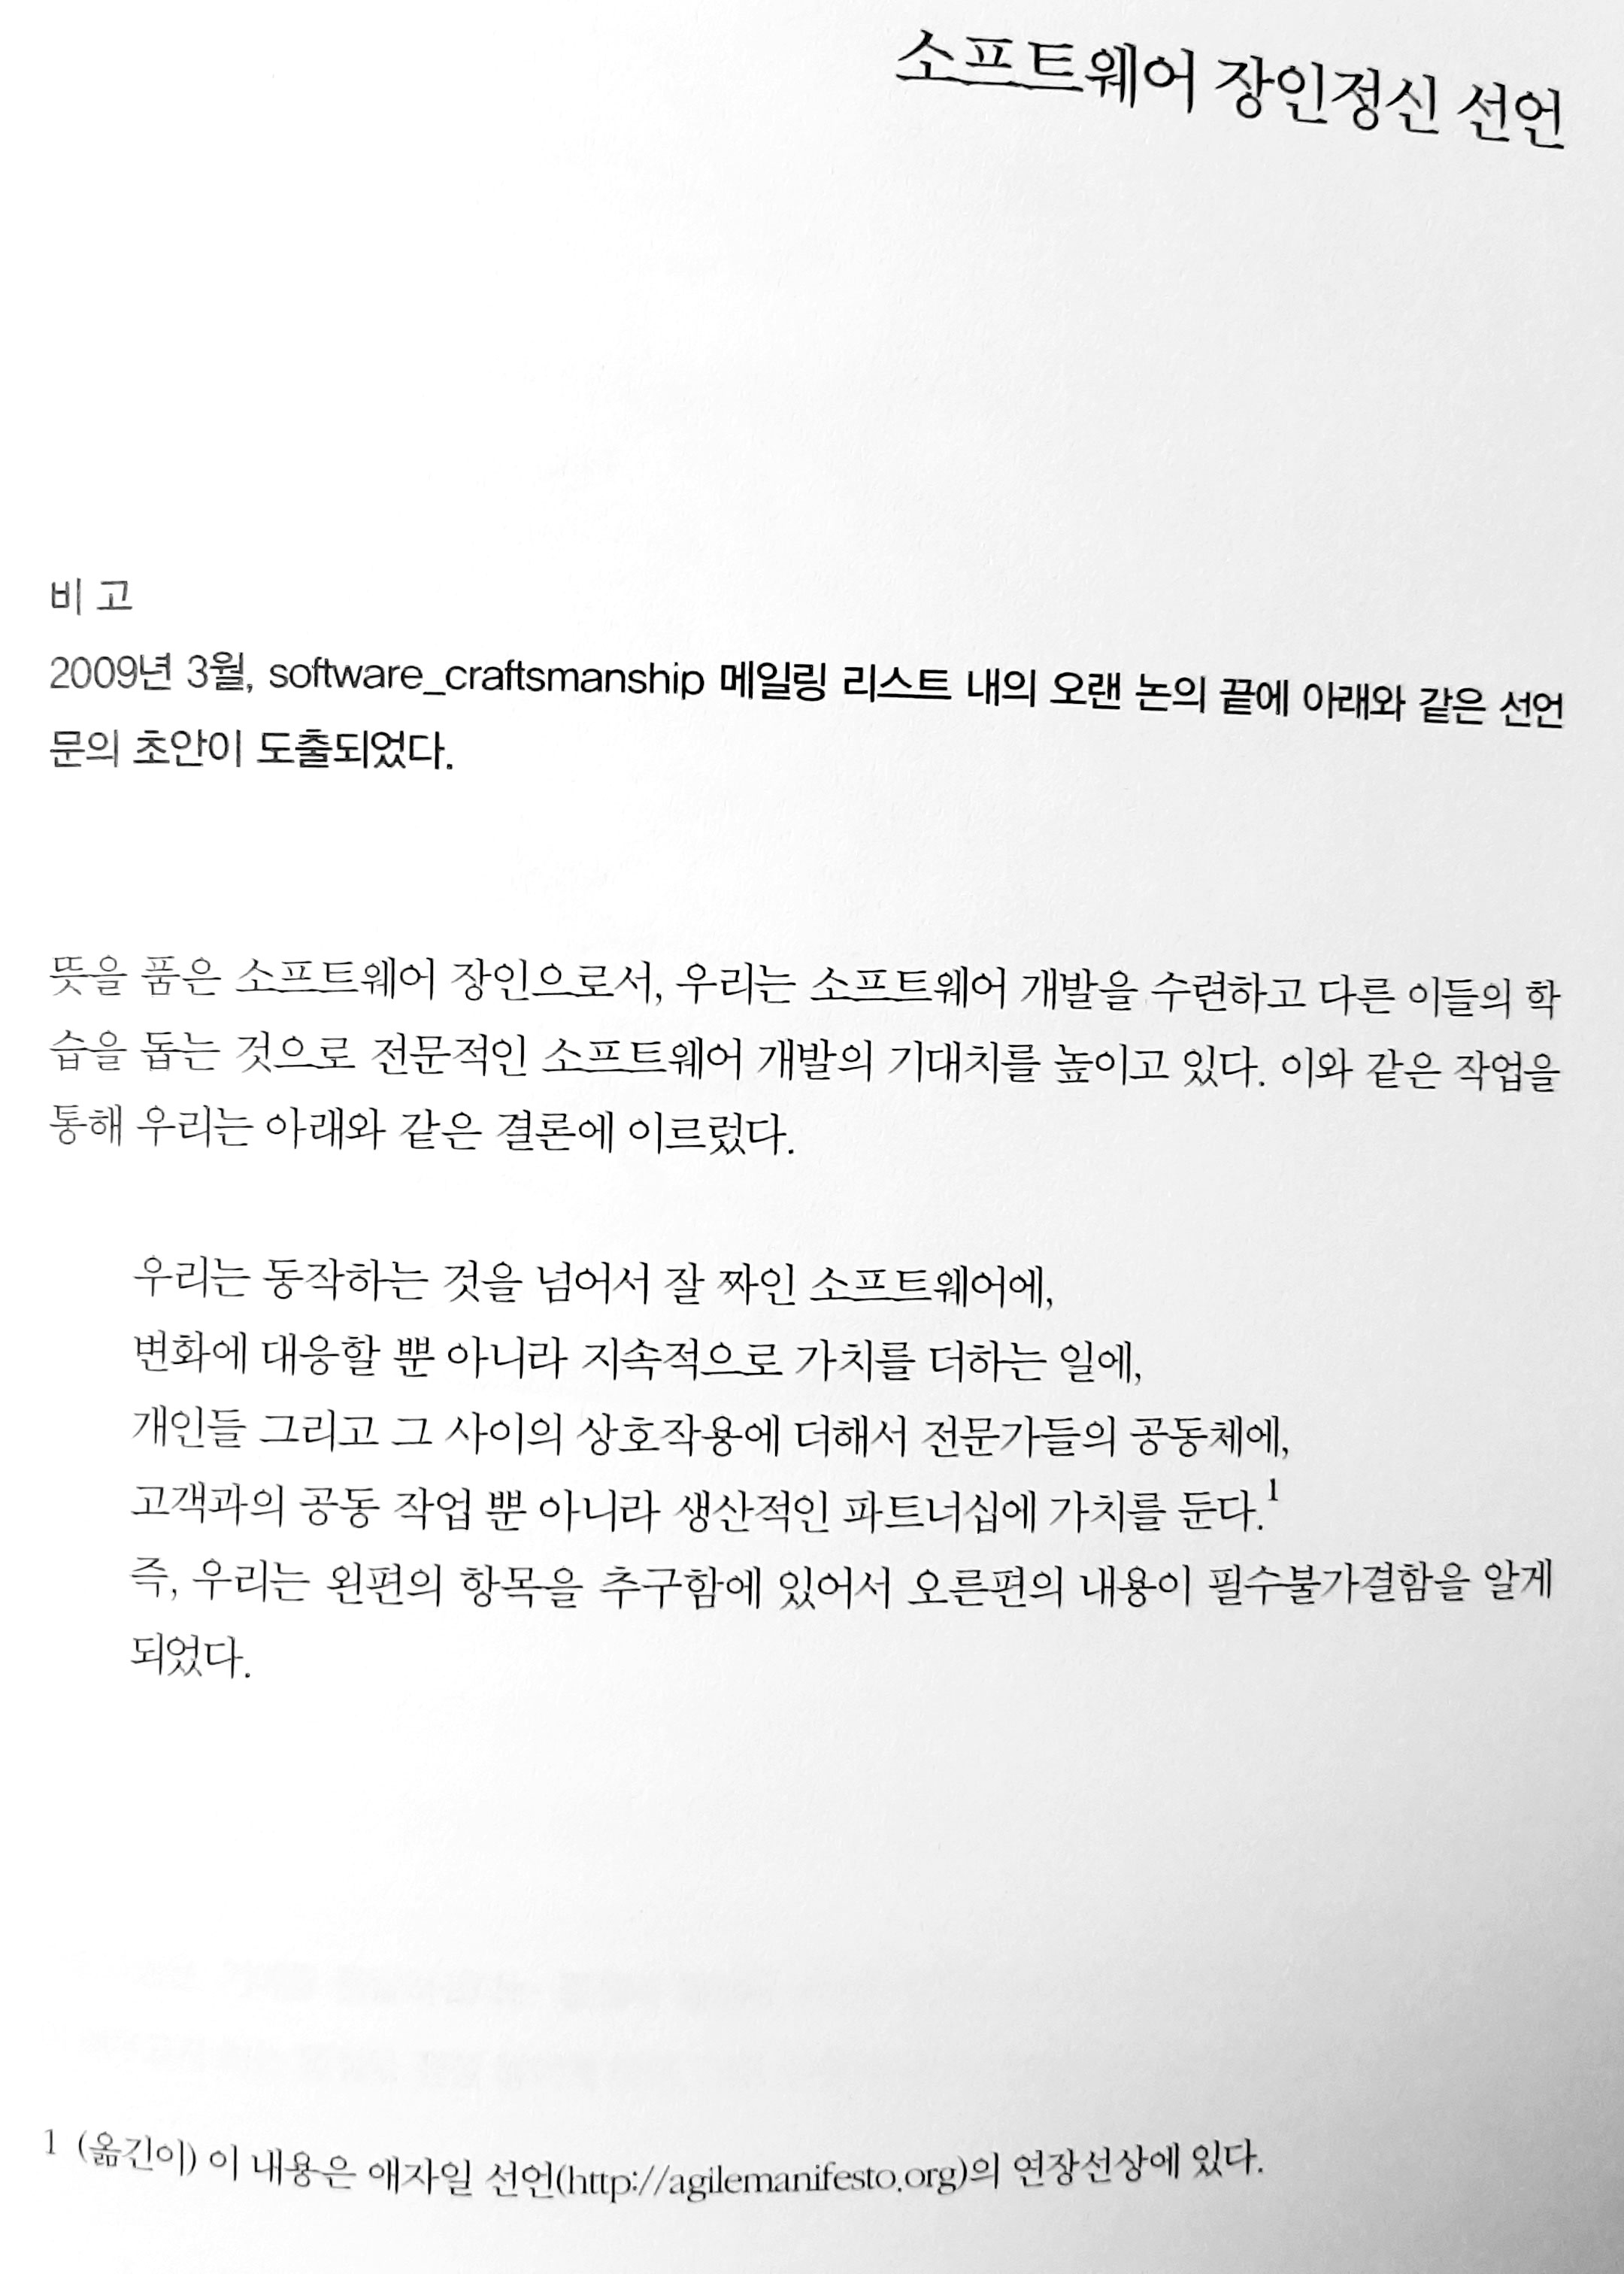 소프트웨어 장인정신 선언
비고
2009년 3월, software_craftsmanship 메일링 리스트 내의 오랜 논의 끝에 아래와 같은 선언
문의 초안이 도출되었다.
뜻을 품은 소프트웨어 장인으로서, 우리는 소프트웨어 개발을 수련하고 다른 이들의 학
습을 돕는 것으로 전문적인 소프트웨어 개발의 기대치를 높이고 있다. 이와 같은 작업을
통해 우리는 아래와 같은 결론에 이르렀다.
우리는 동작하는 것을 넘어서 잘 짜인 소프트웨어에,
변화에 대응할 뿐 아니라 지속적으로 가치를 더하는 일에,
개인들 그리고 그 사이의 상호작용에 더해서 전문가들의 공동체에,
고객과의 공동 작업 뿐 아니라 생산적인 파트너십에 가치를 둔다.1
즉, 우리는 왼편의 항목을 추구함에 있어서 오른편의 내용이 필수불가결함을 알게
되었다.
1 (옮긴이) 이 내용은 애자일 선언(http://agilemanifesto.org)의 연장선상에 있다.